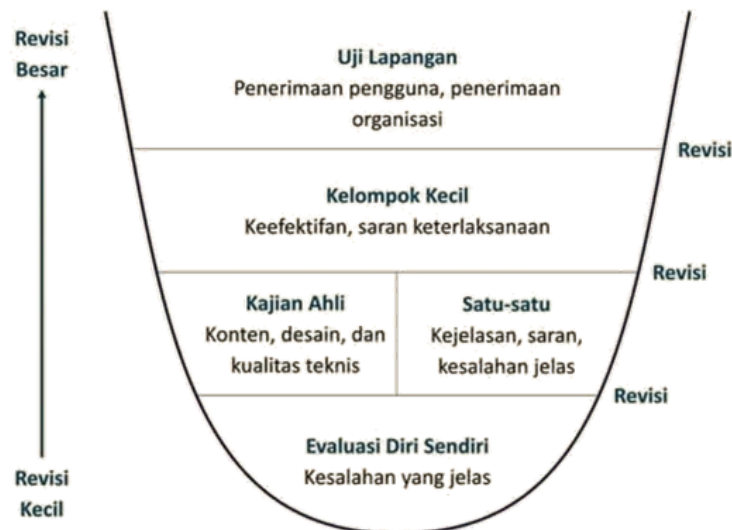 Revisi
Besar
Uji Lapangan
Penerimaan pengguna, penerimaan
organisasi
Revisi
Kelompok Kecil
Keefektifan, saran keterlaksanaan
Revisi
Kajian Ahli
Konten, desain, dan
kualitas teknis
Satu-satu
Kejelasan, saran,
kesalahan jelas
Revisi
Evaluasi Diri Sendiri
Kesalahan yang jelas
Revisi
Kecil